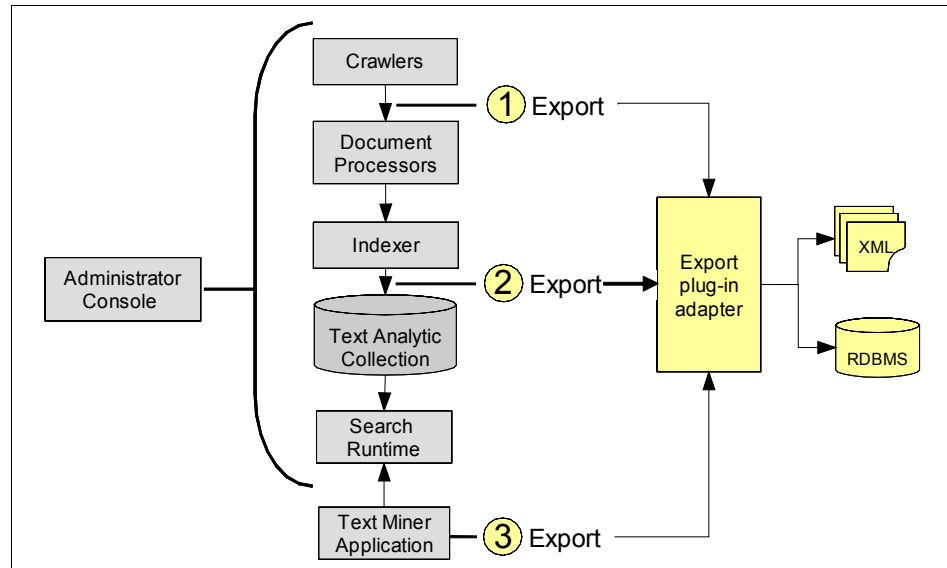 Crawlers
1 Export
Document
Processors
Indexer
Administrator
Console
2 Export
Export
plug-in
adapter
XML
Text Analytic
Collection
RDBMS
Search
Runtime
Text Miner
Application
3 Export